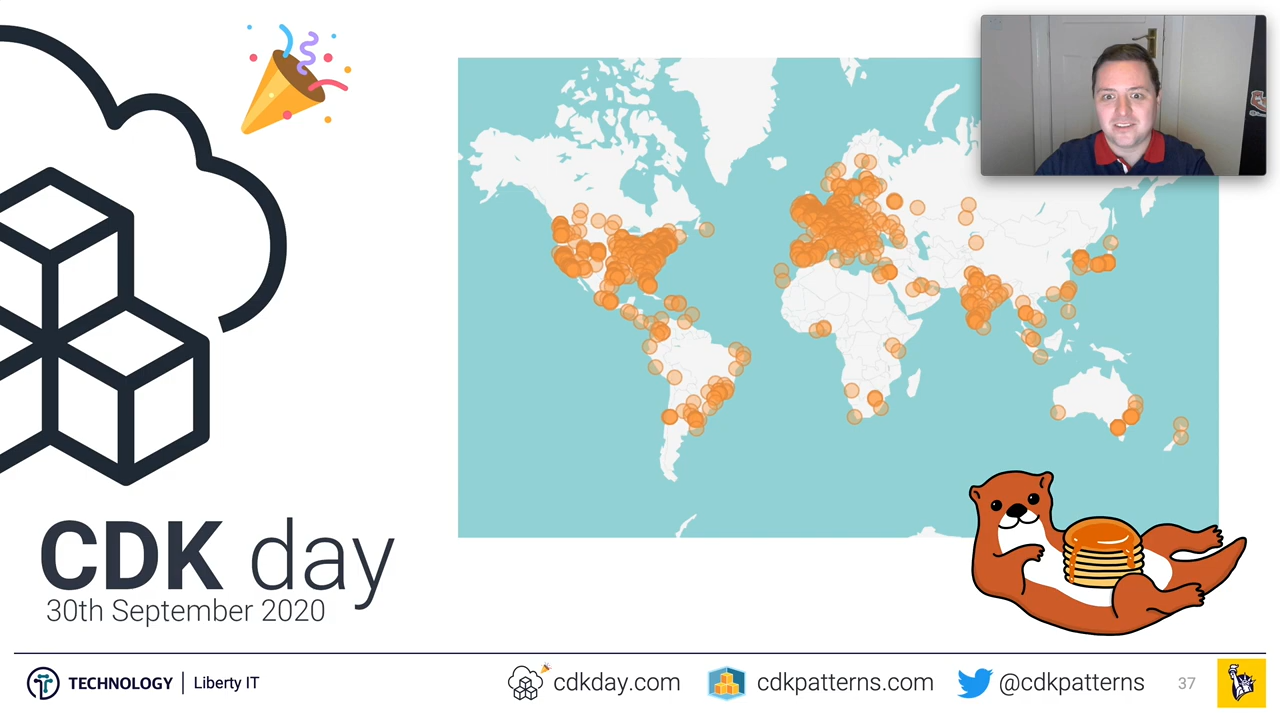 CDK day
30th September 2020
TECHNOLOGY | Liberty IT
cdkday.com
cdkpatterns.com
@cdkpatterns
37